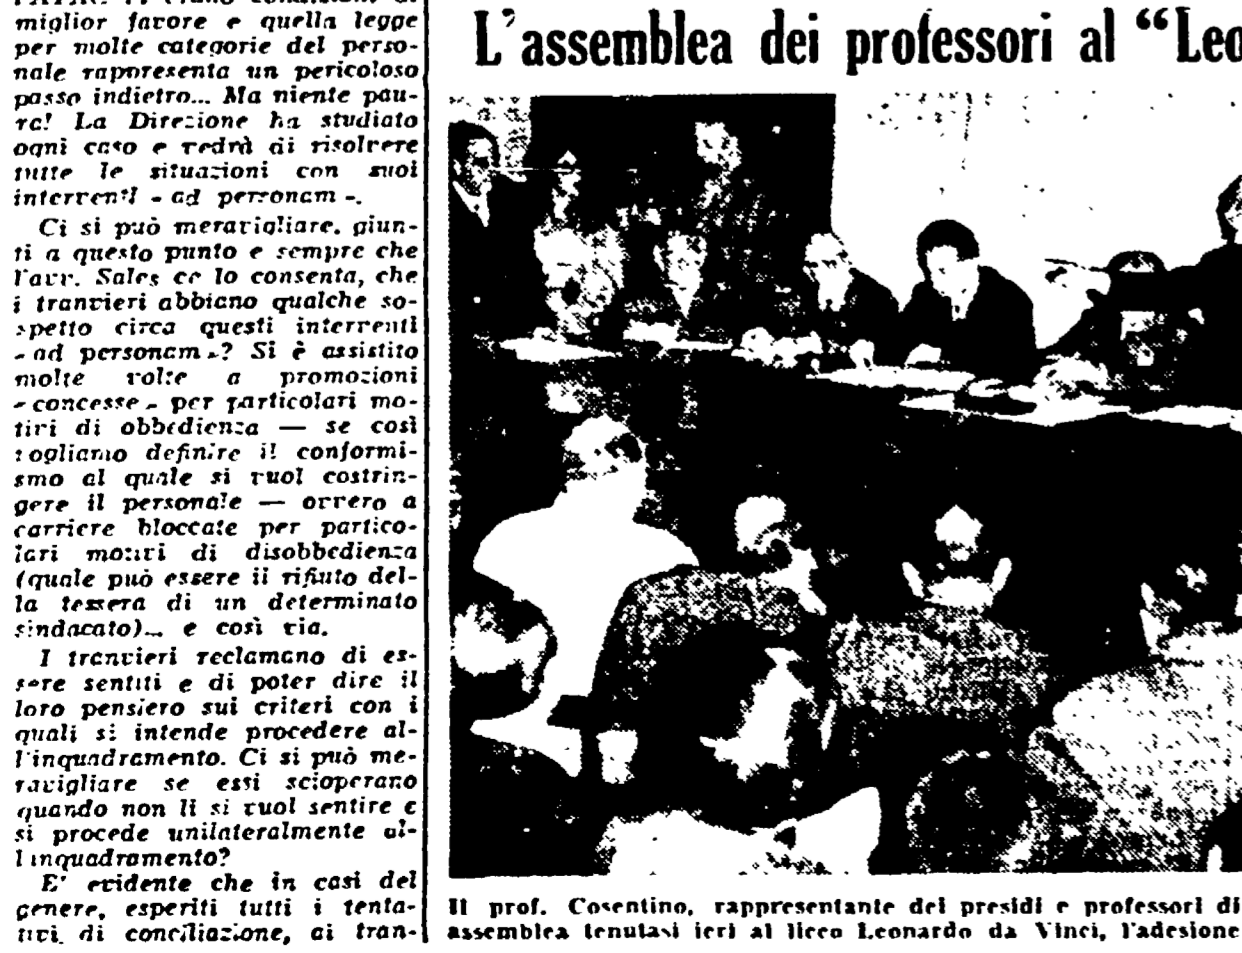 miglior favore e quella legge
per molte categorie del perso-
nale rappresenta un pericoloso
passo indietro... Ma niente pau-
ra! La Direzione ha studiato
ogni caso e vedrà di risolvere
tutte le situazioni con suoi
interventi « ad personam ».
Ci si può meravigliare, giun-
ti a questo punto e sempre che
l'avv. Sales ce lo consenta, che
i tranvieri abbiano qualche so-
spetto circa questi interventi
« ad personam »? Si è assistito
molte volte a promozioni
« concesse » per particolari mo-
tivi di obbedienza — se così
vogliamo definire il conformi-
smo al quale si vuol costrin-
gere il personale — ovvero a
carriere bloccate per partico-
lari motivi di disobbedienza
(quale può essere il rifiuto del-
la tessera di un determinato
sindacato)... e così via.
I tranvieri reclamano di es-
sere sentiti e di poter dire il
loro pensiero sui criteri con i
quali si intende procedere al-
l'inquadramento. Ci si può me-
ravigliare se essi scioperano
quando non li si vuol sentire e
si procede unilateralmente al-
l'inquadramento?
E' evidente che in casi del
genere, esperiti tutti i tenta-
tivi di conciliazione, ai tran-
L'assemblea dei professori al "Leo
Il prof. Cosentino, rappresentante dei presidi e professori di
assemblea tenutasi ieri al liceo Leonardo da Vinci, l'adesione